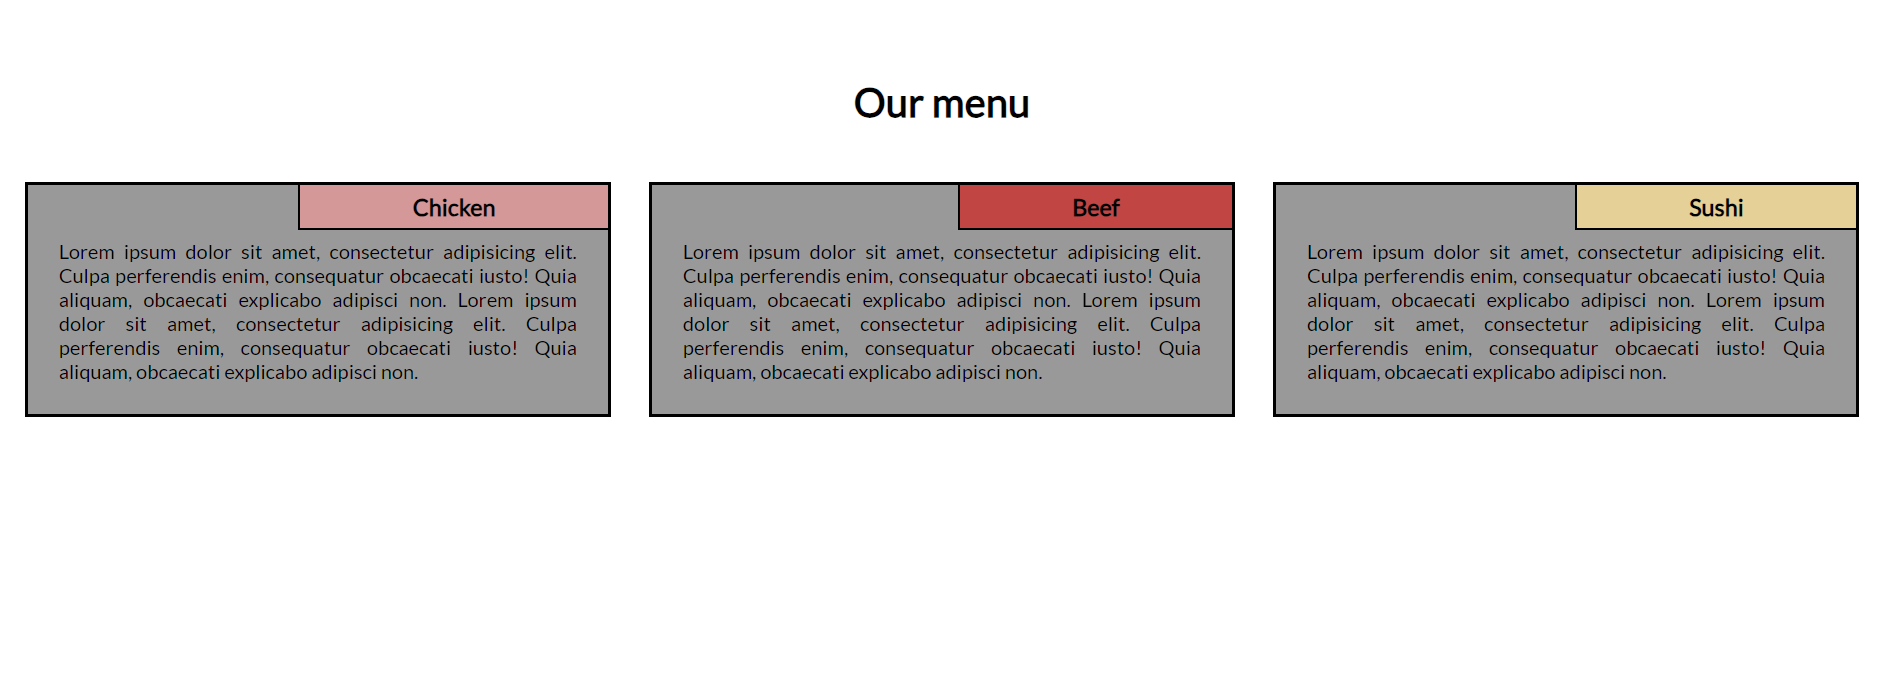 Our menu
Chicken
Lorem ipsum dolor sit amet, consectetur adipisicing elit.
Culpa perferendis enim, consequatur obcaecati iusto! Quia
aliquam, obcaecati explicabo adipisci non. Lorem ipsum
dolor sit amet, consectetur adipisicing elit. Culpa
perferendis enim, consequatur obcaecati iusto! Quia
aliquam, obcaecati explicabo adipisci non.
Beef
Lorem ipsum dolor sit amet, consectetur adipisicing elit.
Culpa perferendis enim, consequatur obcaecati iusto! Quia
aliquam, obcaecati explicabo adipisci non. Lorem ipsum
dolor sit amet, consectetur adipisicing elit. Culpa
perferendis enim, consequatur obcaecati iusto! Quia
aliquam, obcaecati explicabo adipisci non.
Sushi
Lorem ipsum dolor sit amet, consectetur adipisicing elit.
Culpa perferendis enim, consequatur obcaecati iusto! Quia
aliquam, obcaecati explicabo adipisci non. Lorem ipsum
dolor sit amet, consectetur adipisicing elit. Culpa
perferendis enim, consequatur obcaecati iusto! Quia
aliquam, obcaecati explicabo adipisci non.